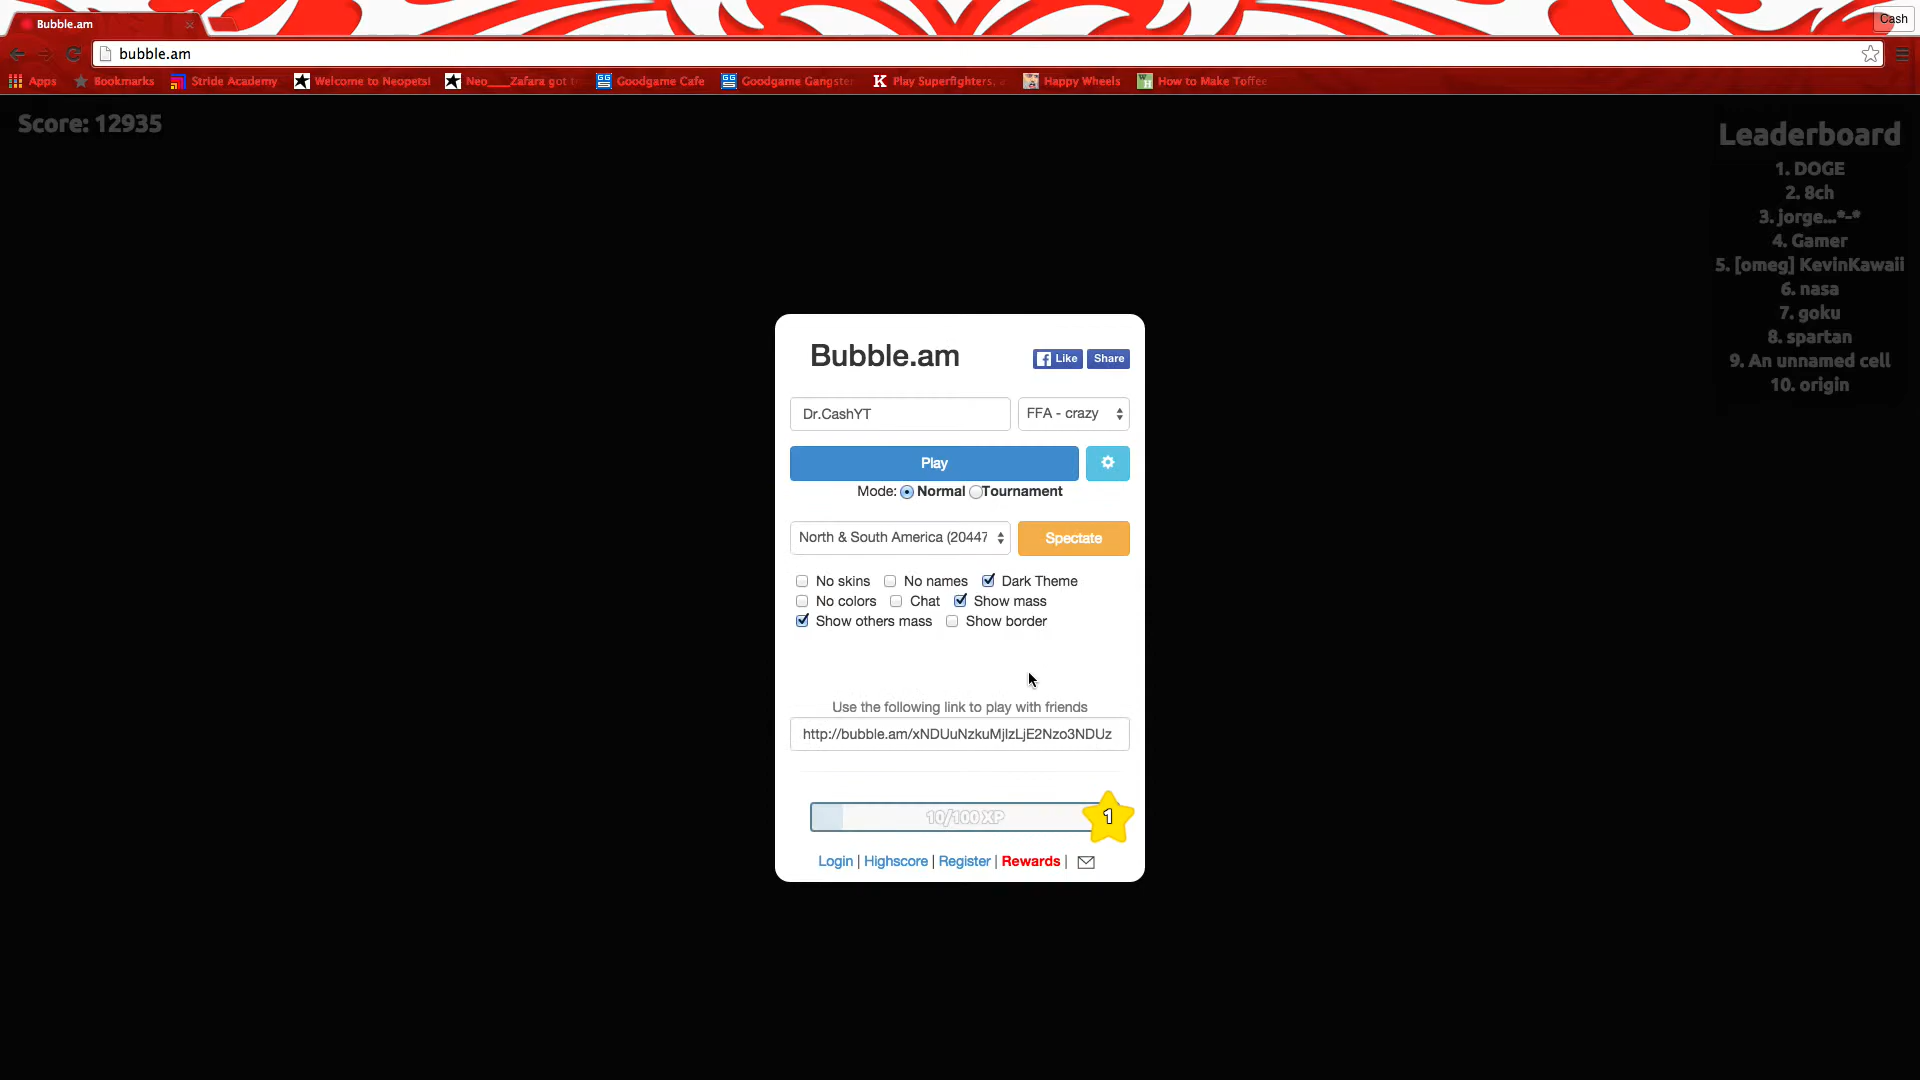 Bubble.am
Cash
bubble.am
Apps Bookmarks Stride Academy Welcome to Neopets! Neo____Zafara got Goodgame Cafe Goodgame Gangster Play Superfighters, Happy Wheels How to Make Toffee
Score: 12935
Leaderboard
1. DOGE
2. 8ch
3. jorge...*-*
4. Gamer
5. [omeg] KevinKawaii
6. nasa
7. goku
8. spartan
9. An unnamed cell
10. origin
Bubble.am
Like Share
Dr.CashYT FFA - crazy
Play
Mode: Normal Tournament
North & South America (20447 Spectate
No skins No names Dark Theme
No colors Chat Show mass
Show others mass Show border
Use the following link to play with friends
http://bubble.am/xNDUuNzkuMjIzLjE2Nzo3NDUz
10/100 XP 1
Login | Highscore | Register | Rewards |